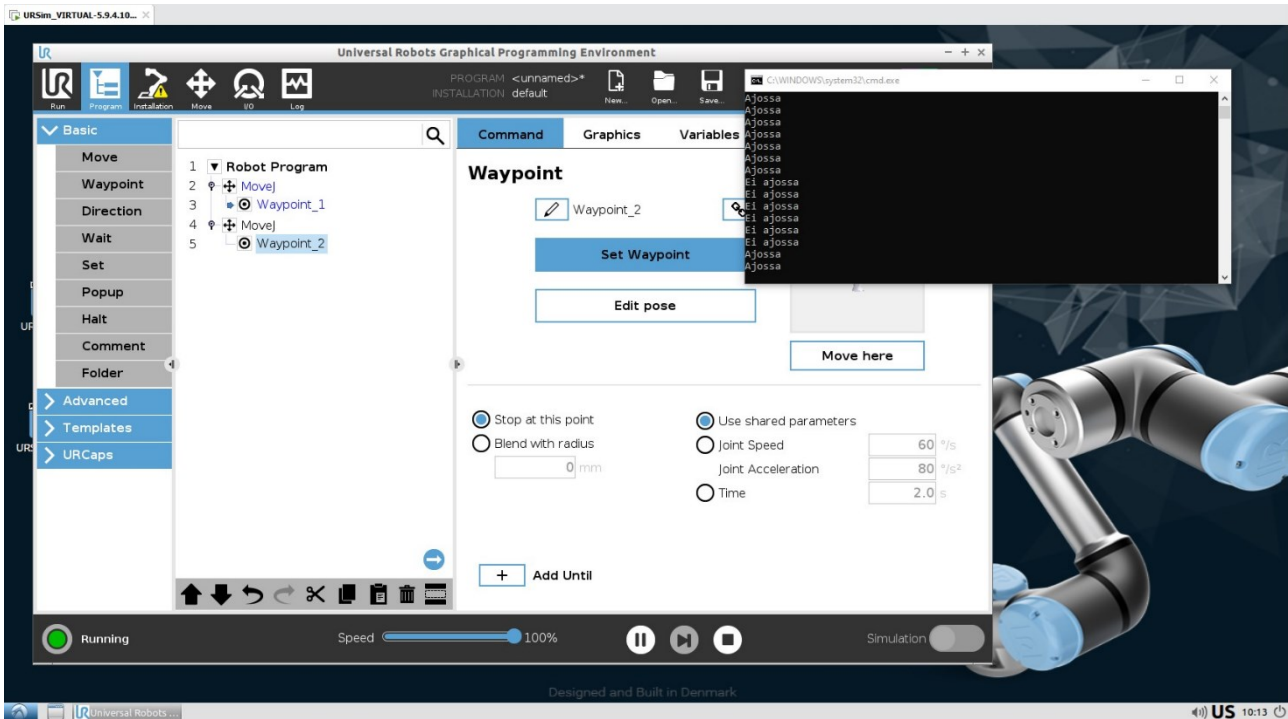 URSim_VIRTUAL-5.9.4.10...
Universal Robots Graphical Programming Environment
UR
Run
Program
Installation
Move
I/O
Log
PROGRAM <unnamed>*
INSTALLATION default
New...
Open...
Save...
Basic
Move
Waypoint
Direction
Wait
Set
Popup
Halt
Comment
Folder
Advanced
Templates
URCaps
1 Robot Program
2 MoveJ
3 Waypoint_1
4 MoveJ
5 Waypoint_2
Command Graphics Variables
Waypoint
Waypoint_2
Set Waypoint
Edit pose
Move here
Stop at this point
Blend with radius
0 mm
Use shared parameters
Joint Speed 60 °/s
Joint Acceleration 80 °/s²
Time 2.0 s
+ Add Until
C:\WINDOWS\system32\cmd.exe
Ajossa
Ajossa
Ajossa
Ajossa
Ajossa
Ajossa
Ajossa
Ei ajossa
Ei ajossa
Ei ajossa
Ei ajossa
Ei ajossa
Ei ajossa
Ajossa
Ajossa
Running
Speed 100%
Simulation
Designed and Built in Denmark
Universal Robots ...
US 10:13